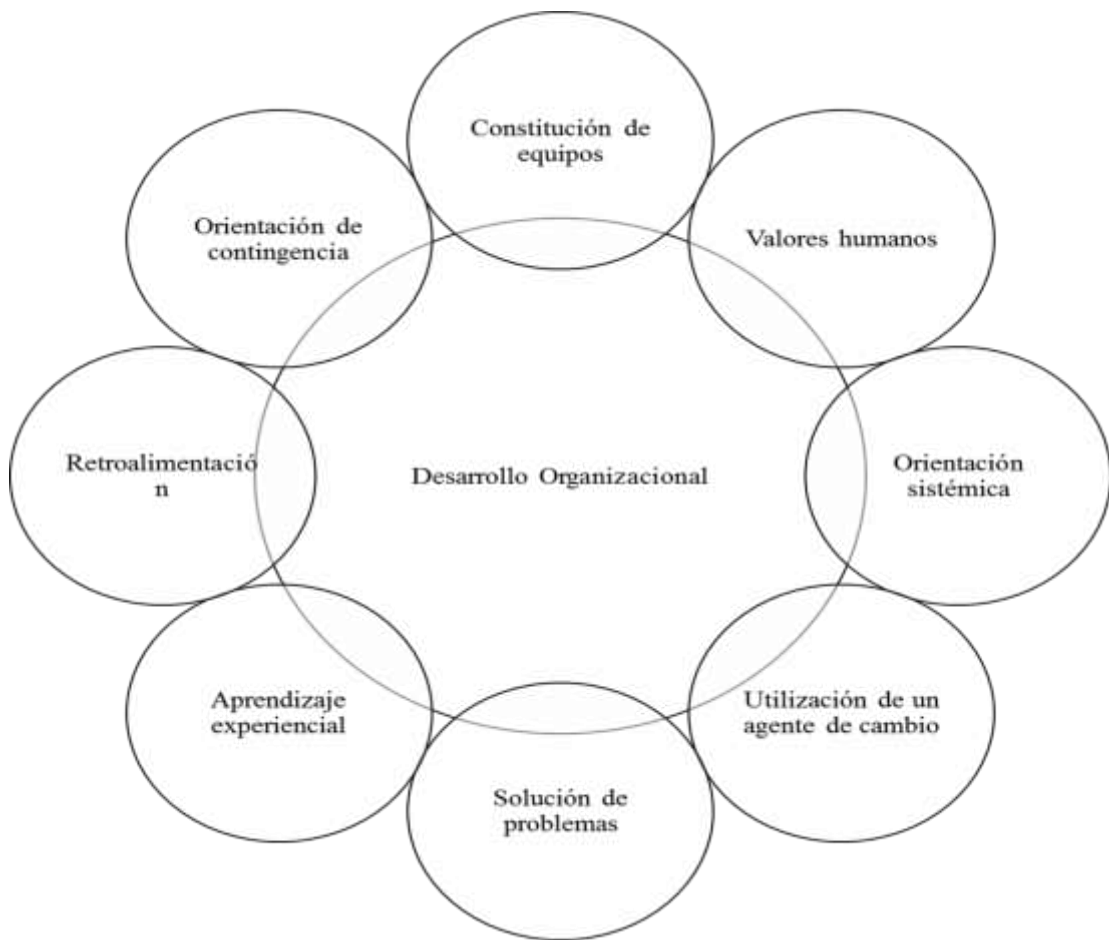 Constitución de
equipos
Orientación de
contingencia
Valores humanos
Retroalimentació
n
Desarrollo Organizacional
Orientación
sistémica
Aprendizaje
experiencial
Utilización de un
agente de cambio
Solución de
problemas